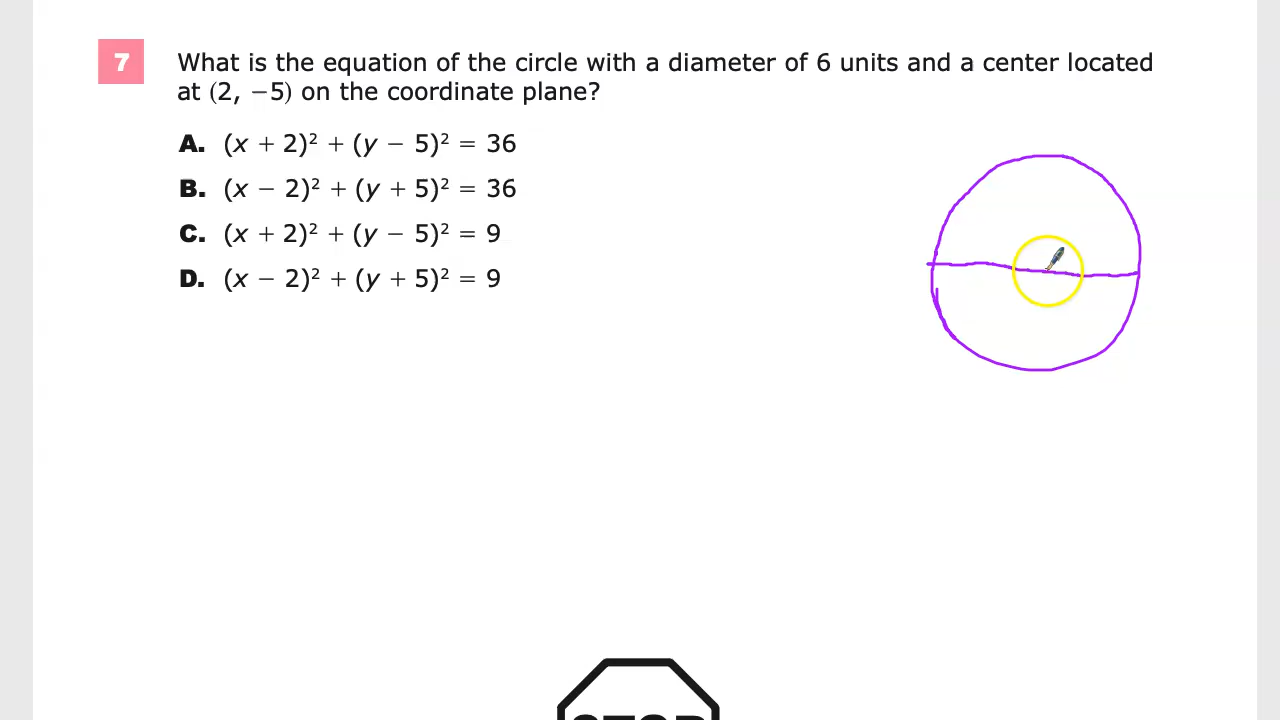 7 What is the equation of the circle with a diameter of 6 units and a center located
at (2, −5) on the coordinate plane?
A. (x + 2)² + (y − 5)² = 36
B. (x − 2)² + (y + 5)² = 36
C. (x + 2)² + (y − 5)² = 9
D. (x − 2)² + (y + 5)² = 9
STOP